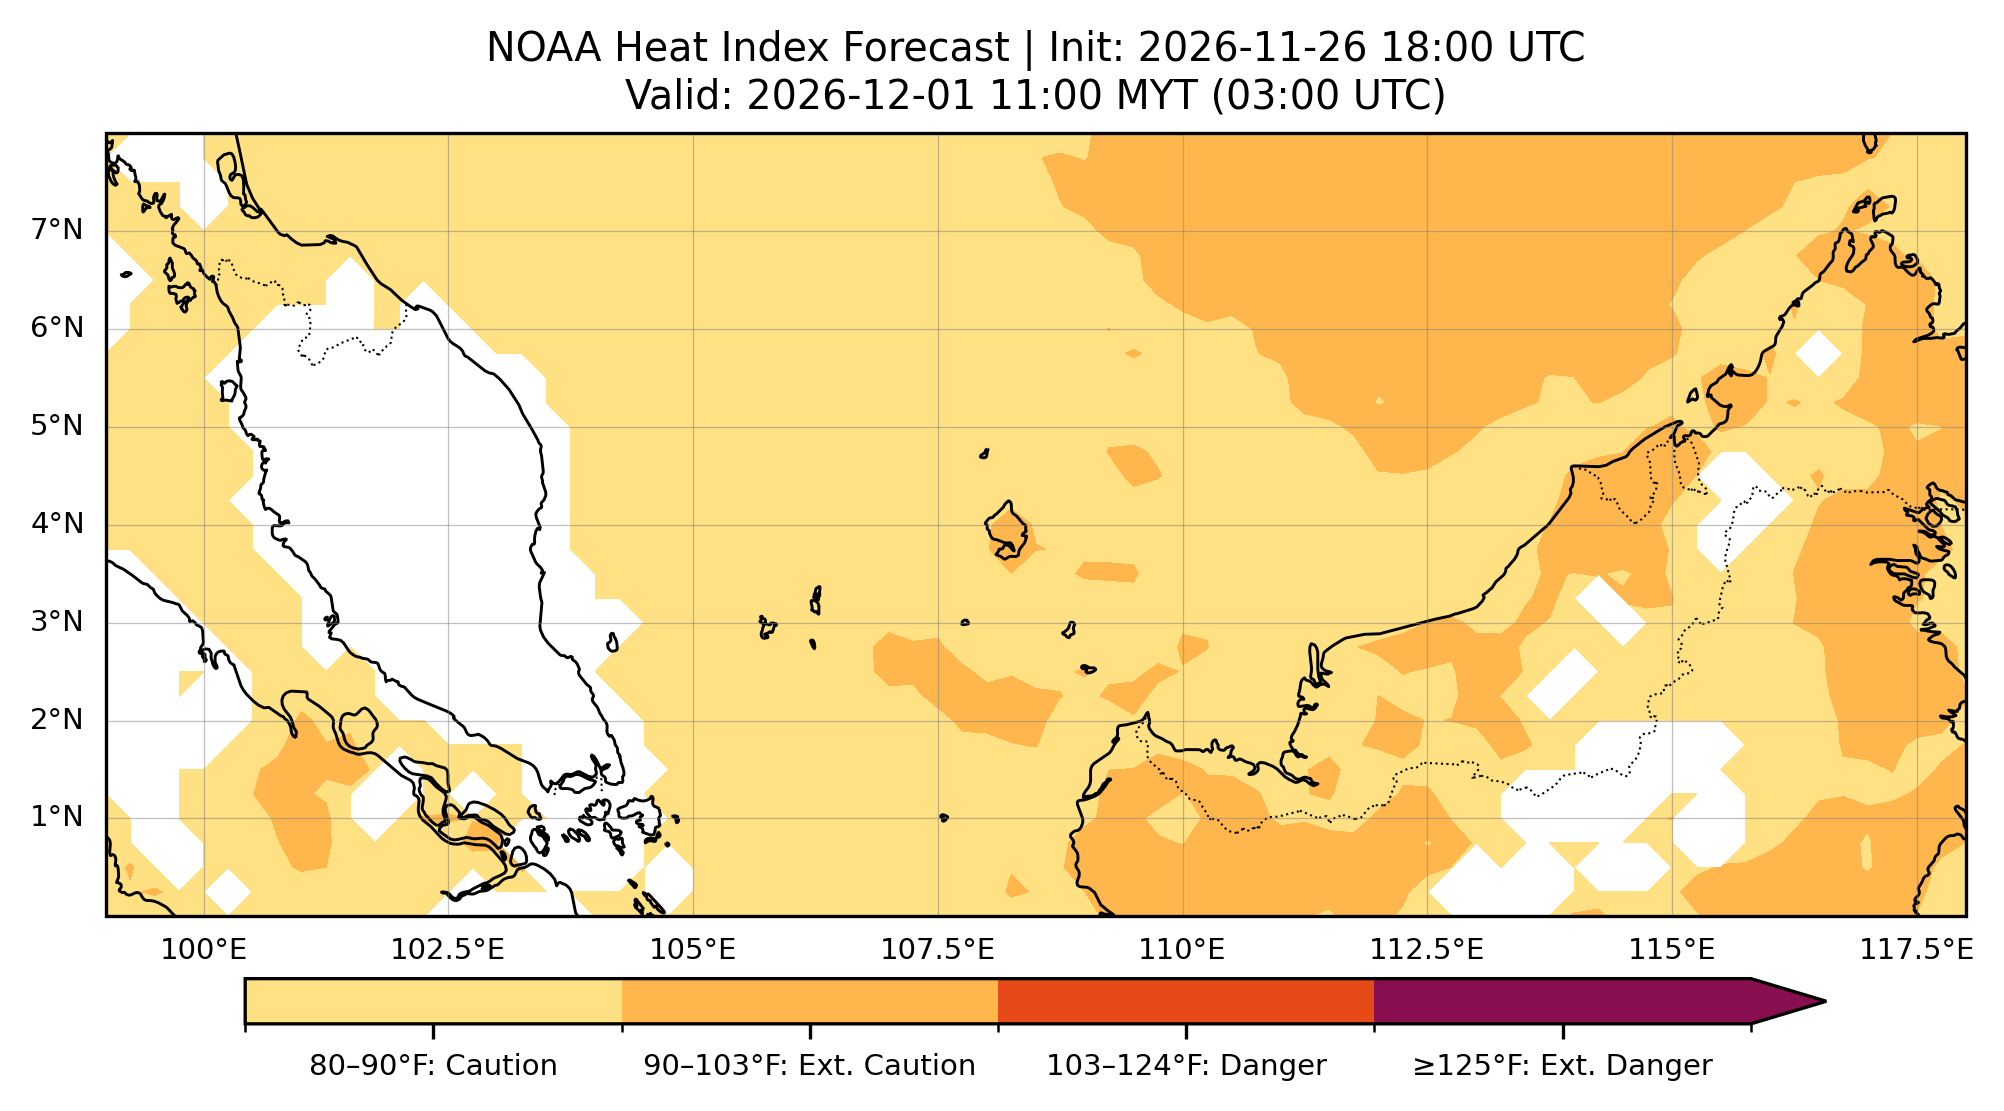 NOAA Heat Index Forecast | Init: 2026-11-26 18:00 UTC
Valid: 2026-12-01 11:00 MYT (03:00 UTC)
7°N
6°N
5°N
4°N
3°N
2°N
1°N
100°E 102.5°E 105°E 107.5°E 110°E 112.5°E 115°E 117.5°E
80–90°F: Caution 90–103°F: Ext. Caution 103–124°F: Danger ≥125°F: Ext. Danger